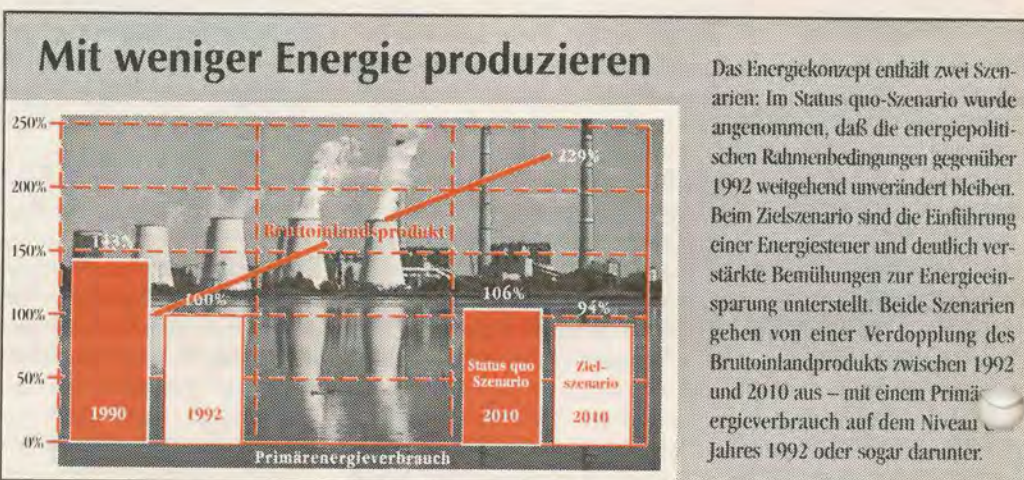 Mit weniger Energie produzieren
250%
200%
150%
100%
50%
0%
143%
100%
Bruttoinlandsprodukt
229%
106%
94%
1990
1992
Status quo
Szenario
2010
Ziel-
szenario
2010
Primärenergieverbrauch
Das Energiekonzept enthält zwei Szen-
arien: Im Status quo-Szenario wurde
angenommen, daß die energiepoliti-
schen Rahmenbedingungen gegenüber
1992 weitgehend unverändert bleiben.
Beim Zielszenario sind die Einführung
einer Energiesteuer und deutlich ver-
stärkte Bemühungen zur Energieein-
sparung unterstellt. Beide Szenarien
gehen von einer Verdopplung des
Bruttoinlandprodukts zwischen 1992
und 2010 aus – mit einem
ergieverbrauch auf dem Niveau
Jahres 1992 oder sogar darunter.